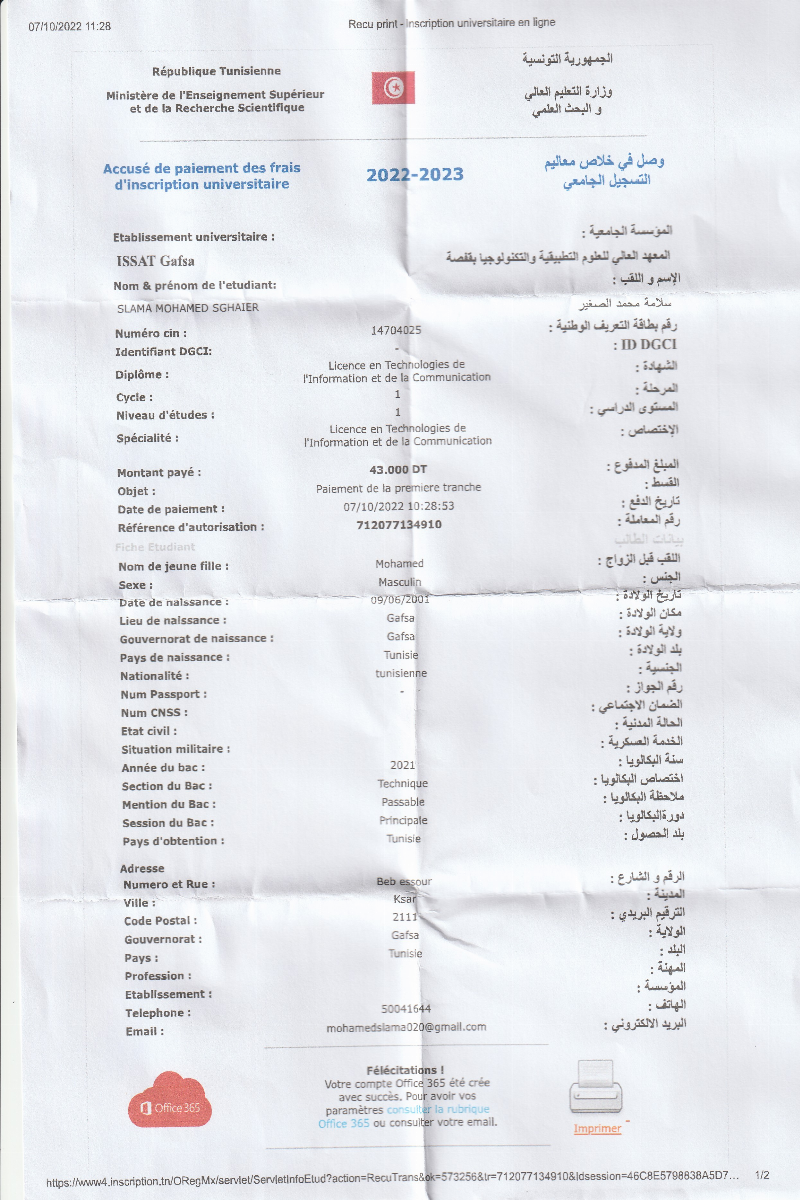 07/10/2022 11:28
Recu print - Inscription universitaire en ligne
République Tunisienne
الجمهورية التونسية
Ministère de l'Enseignement Supérieur
et de la Recherche Scientifique
وزارة التعليم العالي
و البحث العلمي
Accusé de paiement des frais
d'inscription universitaire
2022-2023
وصل في خلاص معاليم
التسجيل الجامعي
Etablissement universitaire :
المؤسسة الجامعية :
ISSAT Gafsa
المعهد العالي للعلوم التطبيقية والتكنولوجيا بقفصة
Nom & prénom de l'etudiant:
الإسم و اللقب :
SLAMA MOHAMED SGHAIER
سلامة محمد الصغير
Numéro cin : 14704025 رقم بطاقة التعريف الوطنية :
Identifiant DGCI: - ID DGCI :
Diplôme : Licence en Technologies de
l'Information et de la Communication الشهادة :
Cycle : 1 المرحلة :
Niveau d'études : 1 المستوى الدراسي :
Spécialité : Licence en Technologies de
l'Information et de la Communication الإختصاص :
Montant payé : 43.000 DT المبلغ المدفوع :
Objet : Paiement de la premiere tranche القسط :
Date de paiement : 07/10/2022 10:28:53 تاريخ الدفع :
Référence d'autorisation : 712077134910 رقم المعاملة :
Fiche Etudiant بيانات الطالب
Nom de jeune fille : Mohamed اللقب قبل الزواج :
Sexe : Masculin الجنس :
Date de naissance : 09/06/2001 تاريخ الولادة :
Lieu de naissance : Gafsa مكان الولادة :
Gouvernorat de naissance : Gafsa ولاية الولادة :
Pays de naissance : Tunisie بلد الولادة :
Nationalité : tunisienne الجنسية :
Num Passport : - رقم الجواز :
Num CNSS : الضمان الاجتماعي :
Etat civil : الحالة المدنية :
Situation militaire : الخدمة العسكرية :
Année du bac : 2021 سنة البكالويا :
Section du Bac : Technique اختصاص البكالويا :
Mention du Bac : Passable ملاحظة البكالويا :
Session du Bac : Principale دورةالبكالويا :
Pays d'obtention : Tunisie بلد الحصول :
Adresse
Numero et Rue : Beb essour الرقم و الشارع :
Ville : Ksar المدينة :
Code Postal : 2111 الترقيم البريدي :
Gouvernorat : Gafsa الولاية :
Pays : Tunisie البلد :
Profession : المهنة :
Etablissement : المؤسسة :
Telephone : 50041644 الهاتف :
Email : mohamedslama020@gmail.com البريد الالكتروني :
Office 365
Félécitations !
Votre compte Office 365 été crée
avec succès. Pour avoir vos
paramètres consulter la rubrique
Office 365 ou consulter votre email.
Imprimer
https://www4.inscription.tn/ORegMx/servlet/ServletInfoEtud?action=RecuTrans&ok=573256&tr=712077134910&idsession=46C8E5798838A5D7... 1/2